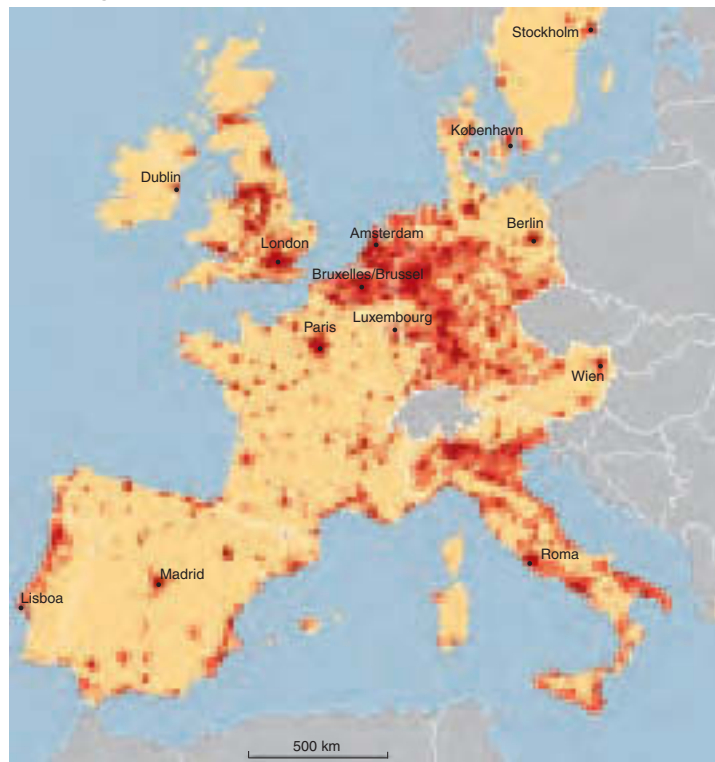 Stockholm
København
Dublin
Berlin
Amsterdam
London
Bruxelles/Brussel
Luxembourg
Paris
Wien
Roma
Madrid
Lisboa
500 km